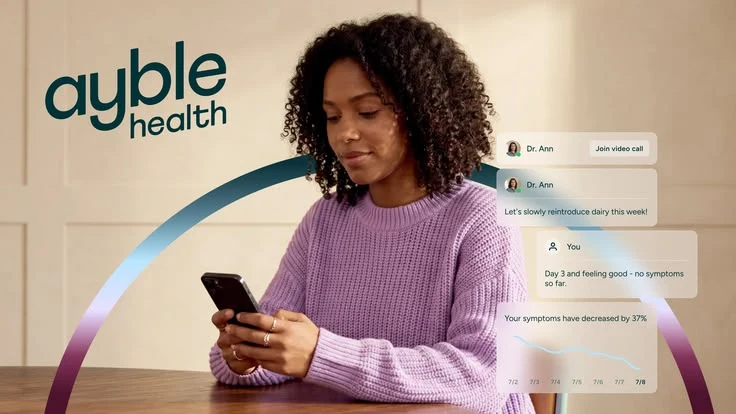 ayble
health
Dr. Ann
Join video call
Dr. Ann
Let's slowly reintroduce dairy this week!
You
Day 3 and feeling good - no symptoms
so far.
Your symptoms have decreased by 37%
7/2 7/3 7/4 7/5 7/6 7/7 7/8